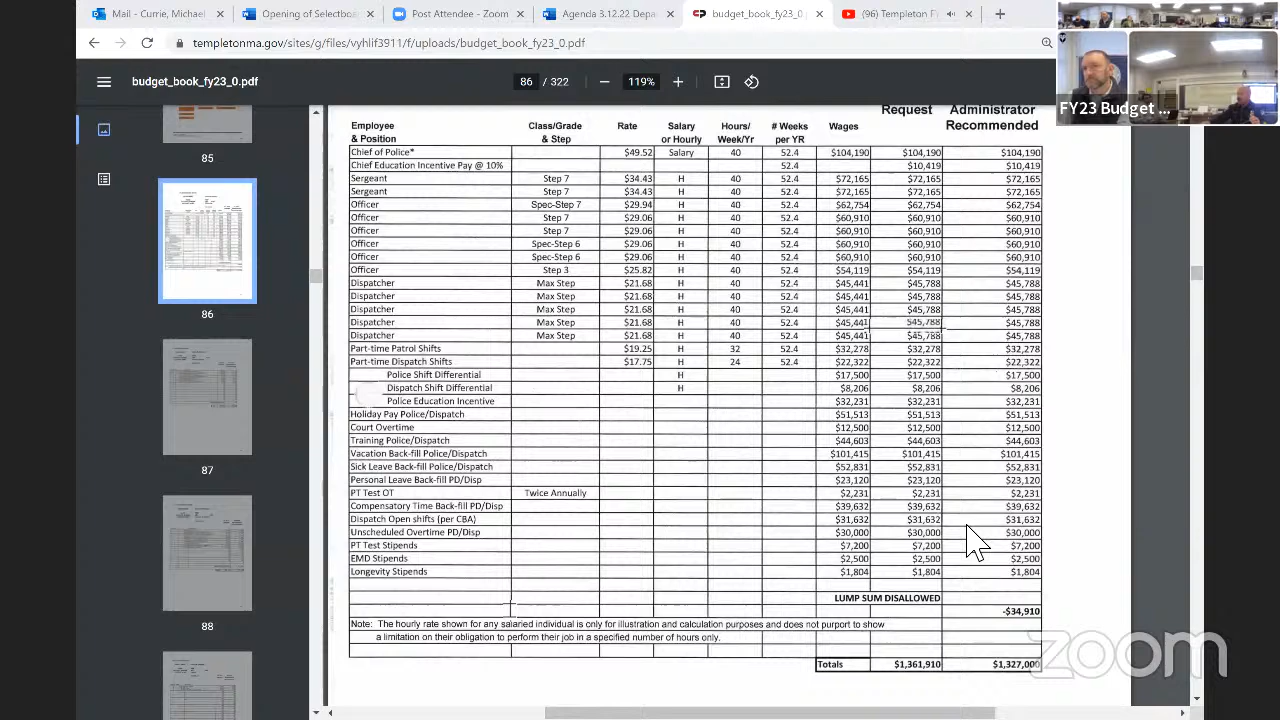 Mail - Currie, Michael
Opening of Selectboa
Post Attendee - Zoom
Agenda 3.12.22 Depa
budget_book_fy23_0.p
(96) Templeton
templetonma.gov/sites/g/files/
/f/uploads/budget_book_fy23_0.pdf
FY23 Budget ...
budget_book_fy23_0.pdf
86 / 322
119%
85
86
87
88
Request Administrator
Employee Class/Grade Rate Salary Hours/ # Weeks Wages Recommended
& Position & Step or Hourly Week/Yr per YR
Chief of Police* $49.52 Salary 40 52.4 $104,190 $104,190 $104,190
Chief Education Incentive Pay @ 10% 52.4 $10,419 $10,419
Sergeant Step 7 $34.43 H 40 52.4 $72,165 $72,165 $72,165
Sergeant Step 7 $34.43 H 40 52.4 $72,165 $72,165 $72,165
Officer Spec-Step 7 $29.94 H 40 52.4 $62,754 $62,754 $62,754
Officer Step 7 $29.06 H 40 52.4 $60,910 $60,910 $60,910
Officer Step 7 $29.06 H 40 52.4 $60,910 $60,910 $60,910
Officer Spec-Step 6 $29.06 H 40 52.4 $60,910 $60,910 $60,910
Officer Spec-Step 6 $29.06 H 40 52.4 $60,910 $60,910 $60,910
Officer Step 3 $25.82 H 40 52.4 $54,119 $54,119 $54,119
Dispatcher Max Step $21.68 H 40 52.4 $45,441 $45,788 $45,788
Dispatcher Max Step $21.68 H 40 52.4 $45,441 $45,788 $45,788
Dispatcher Max Step $21.68 H 40 52.4 $45,441 $45,788 $45,788
Dispatcher Max Step $21.68 H 40 52.4 $45,441 $45,788 $45,788
Dispatcher Max Step $21.68 H 40 52.4 $45,441 $45,788 $45,788
Part-time Patrol Shifts $19.25 H 32 52.4 $32,278 $32,278 $32,278
Part-time Dispatch Shifts $17.75 H 24 52.4 $22,322 $22,322 $22,322
Police Shift Differential H $17,500 $17,500 $17,500
Dispatch Shift Differential H $8,206 $8,206 $8,206
Police Education Incentive $32,231 $32,231 $32,231
Holiday Pay Police/Dispatch $51,513 $51,513 $51,513
Court Overtime $12,500 $12,500 $12,500
Training Police/Dispatch $44,603 $44,603 $44,603
Vacation Back-fill Police/Dispatch $101,415 $101,415 $101,415
Sick Leave Back-fill Police/Dispatch $52,831 $52,831 $52,831
Personal Leave Back-fill PD/Disp $23,120 $23,120 $23,120
PT Test OT Twice Annually $2,231 $2,231 $2,231
Compensatory Time Back-fill PD/Disp $39,632 $39,632 $39,632
Dispatch Open shifts (per CBA) $31,632 $31,632 $31,632
Unscheduled Overtime PD/Disp $30,000 $30,000 $30,000
PT Test Stipends $7,200 $7,200 $7,200
EMD Stipends $2,500 $2,500 $2,500
Longevity Stipends $1,804 $1,804 $1,804
LUMP SUM DISALLOWED
-$34,910
Note: The hourly rate shown for any salaried individual is only for illustration and calculation purposes and does not purport to show
a limitation on their obligation to perform their job in a specified number of hours only.
Totals $1,361,910 $1,327,000
zoom